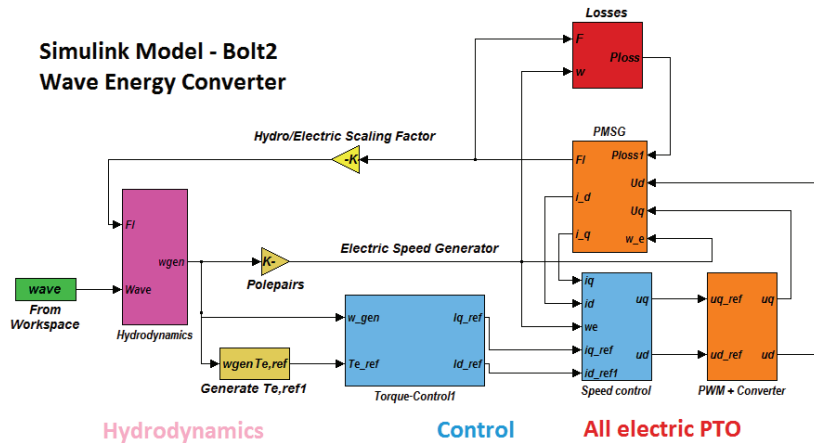 Simulink Model - Bolt2
Wave Energy Converter
Losses
F
w
Ploss
Hydro/Electric Scaling Factor
-K
PMSG
Fl
i_d
i_q
Ploss1
Ud
Uq
w_e
Fl
Wave
wgen
Hydrodynamics
wave
From
Workspace
K-
Polepairs
Electric Speed Generator
wgen Te,ref
Generate Te,ref1
w_gen
Te_ref
Iq_ref
Id_ref
Torque-Control1
iq
id
we
iq_ref
id_ref1
uq
ud
Speed control
uq_ref
ud_ref
uq
ud
PWM + Converter
Hydrodynamics
Control
All electric PTO